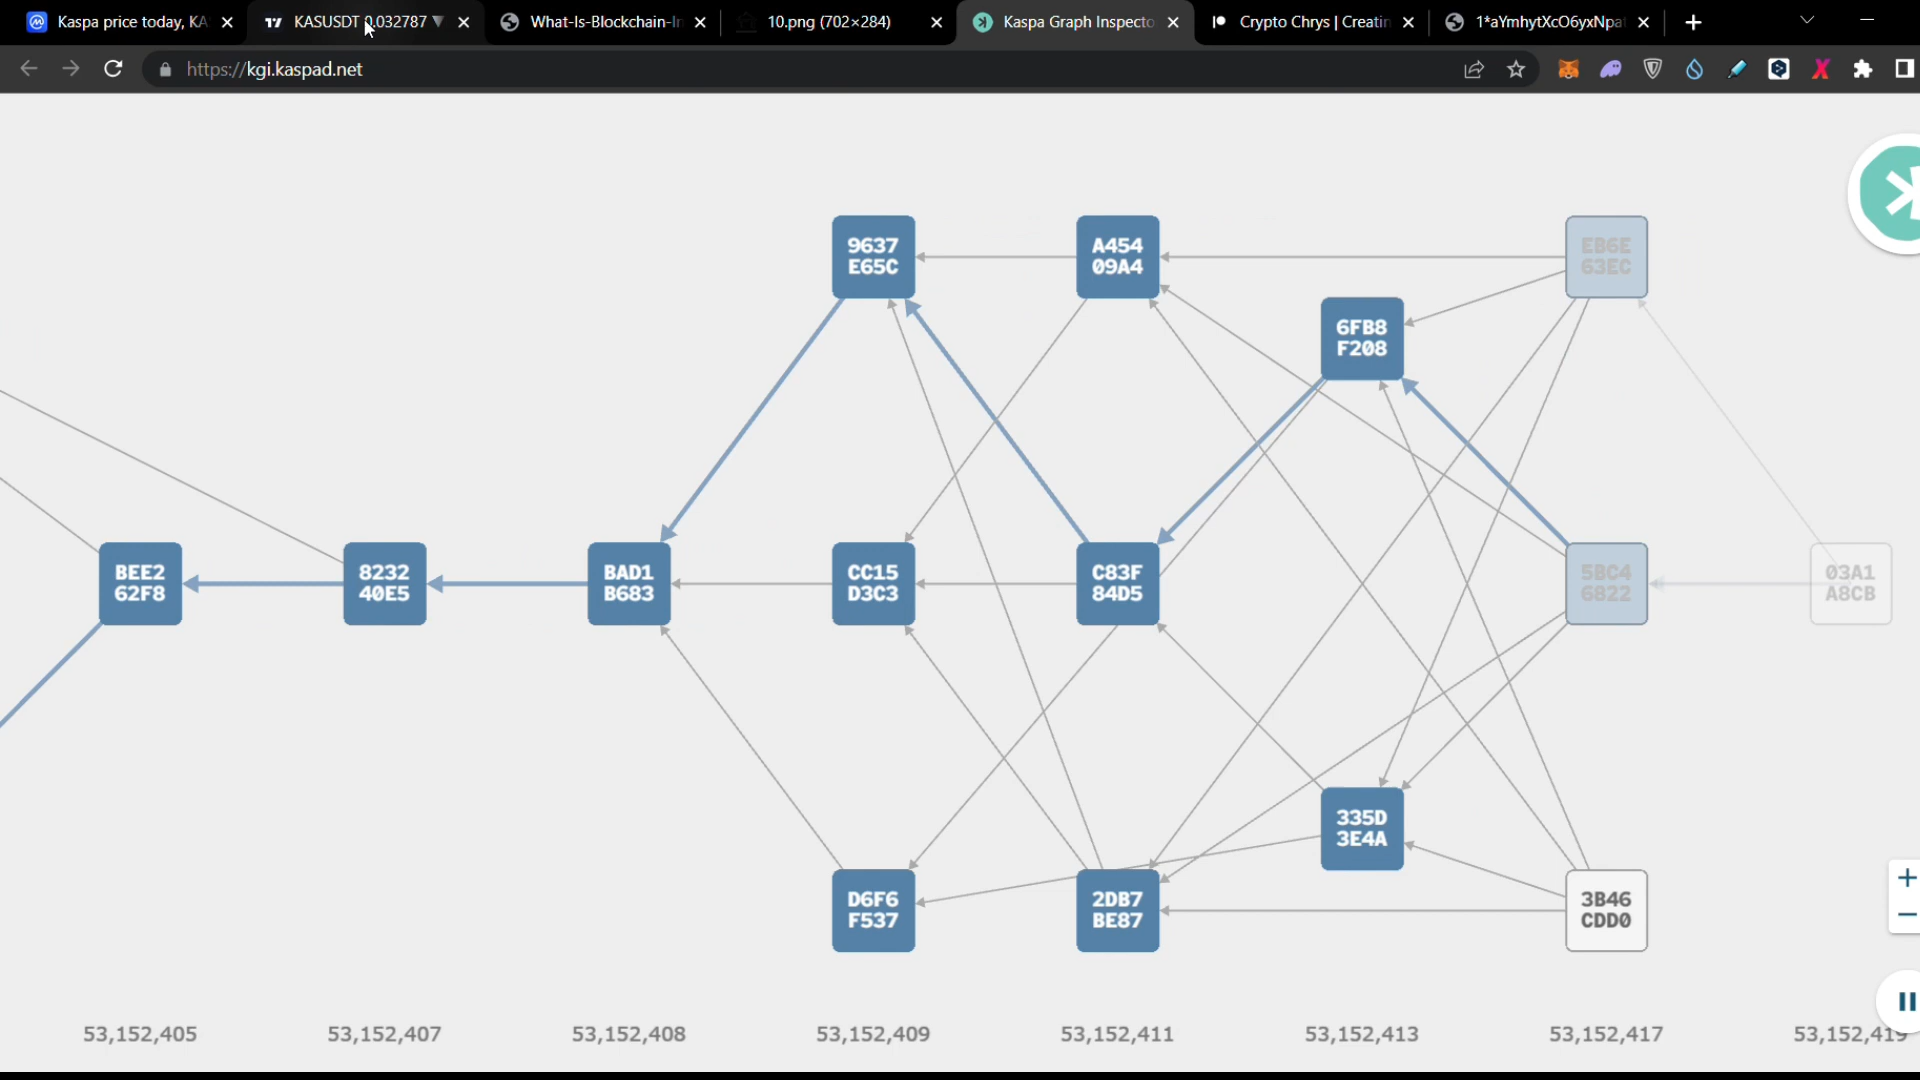 Kaspa price today, KA
KASUSDT 0.032787 ▼
What-Is-Blockchain-In
10.png (702×284)
Kaspa Graph Inspecto
Crypto Chrys | Creatin
1*aYmhytXcO6yxNpat
https://kgi.kaspad.net
9637
E65C
A454
09A4
EB6E
63EC
6FB8
F208
BEE2
62F8
8232
40E5
BAD1
B683
CC15
D3C3
C83F
84D5
5BC4
6822
03A1
A8CB
335D
3E4A
D6F6
F537
2DB7
BE87
3B46
CDD0
53,152,405
53,152,407
53,152,408
53,152,409
53,152,411
53,152,413
53,152,417
53,152,419